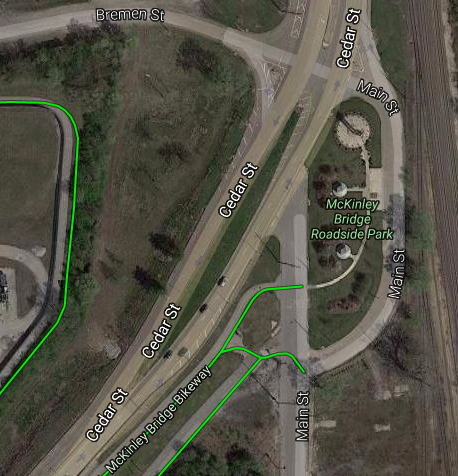 Bremen St
Cedar St
Main St
Cedar St
McKinley
Bridge
Roadside Park
Main St
Cedar St
Cedar St
McKinley Bridge Bikeway
Main St